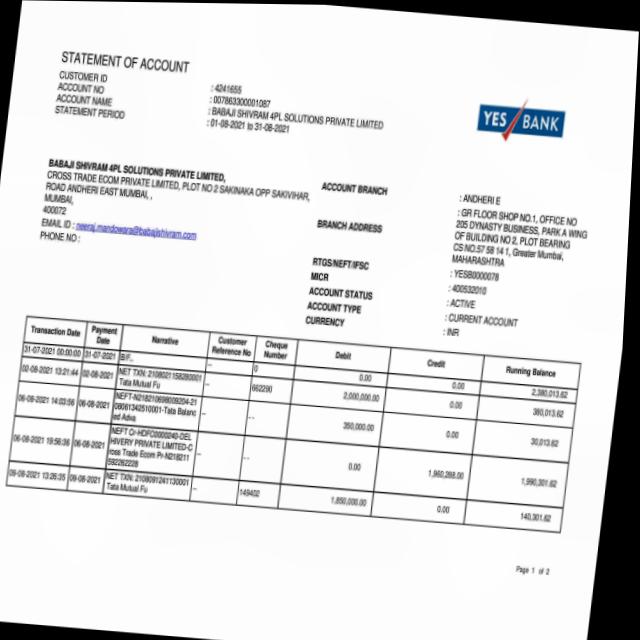 STATEMENT OF ACCOUNT
CUSTOMER ID : 4241655
ACCOUNT NO : 007863300001087
ACCOUNT NAME : BABAJI SHIVRAM 4PL SOLUTIONS PRIVATE LIMITED
STATEMENT PERIOD : 01-08-2021 to 31-08-2021
YES BANK
BABAJI SHIVRAM 4PL SOLUTIONS PRIVATE LIMITED,
CROSS TRADE ECOM PRIVATE LIMITED, PLOT NO 2 SAKINAKA OPP SAKIVIHAR,
ROAD ANDHERI EAST MUMBAI, ,
MUMBAI,
400072
EMAIL ID : neeraj.mandowara@babajishivram.com
PHONE NO :
ACCOUNT BRANCH : ANDHERI E
BRANCH ADDRESS : GR FLOOR SHOP NO.1, OFFICE NO
205 DYNASTY BUSINESS, PARK A WING
OF BUILDING NO 2, PLOT BEARING
CS NO.57 58 14 1, Greater Mumbai,
MAHARASHTRA
RTGS/NEFT/IFSC : YESB0000078
MICR : 400532010
ACCOUNT STATUS : ACTIVE
ACCOUNT TYPE : CURRENT ACCOUNT
CURRENCY : INR
Transaction Date Payment Date Narrative Customer Reference No Cheque Number Debit Credit Running Balance
31-07-2021 00:00:00 31-07-2021 B/F.. -- 0 0.00 0.00 2,380,013.62
02-08-2021 13:21:44 02-08-2021 NET TXN: 2108021158280001 -- 662290 2,000,000.00 0.00 380,013.62
Tata Mutual Fu
06-08-2021 14:03:56 06-08-2021 NEFT-N218210698009204-21 -- -- 350,000.00 0.00 30,013.62
08061342510001-Tata Balanc
ed Adva
06-08-2021 19:56:36 06-08-2021 NEFT Cr-HDFC0000240-DEL -- -- 0.00 1,960,288.00 1,990,301.62
HIVERY PRIVATE LIMITED-C
ross Trade Ecom Pr-N218211
592262228
09-08-2021 13:26:35 09-08-2021 NET TXN: 2108091241130001 -- 149402 1,850,000.00 0.00 140,301.62
Tata Mutual Fu
Page 1 of 2